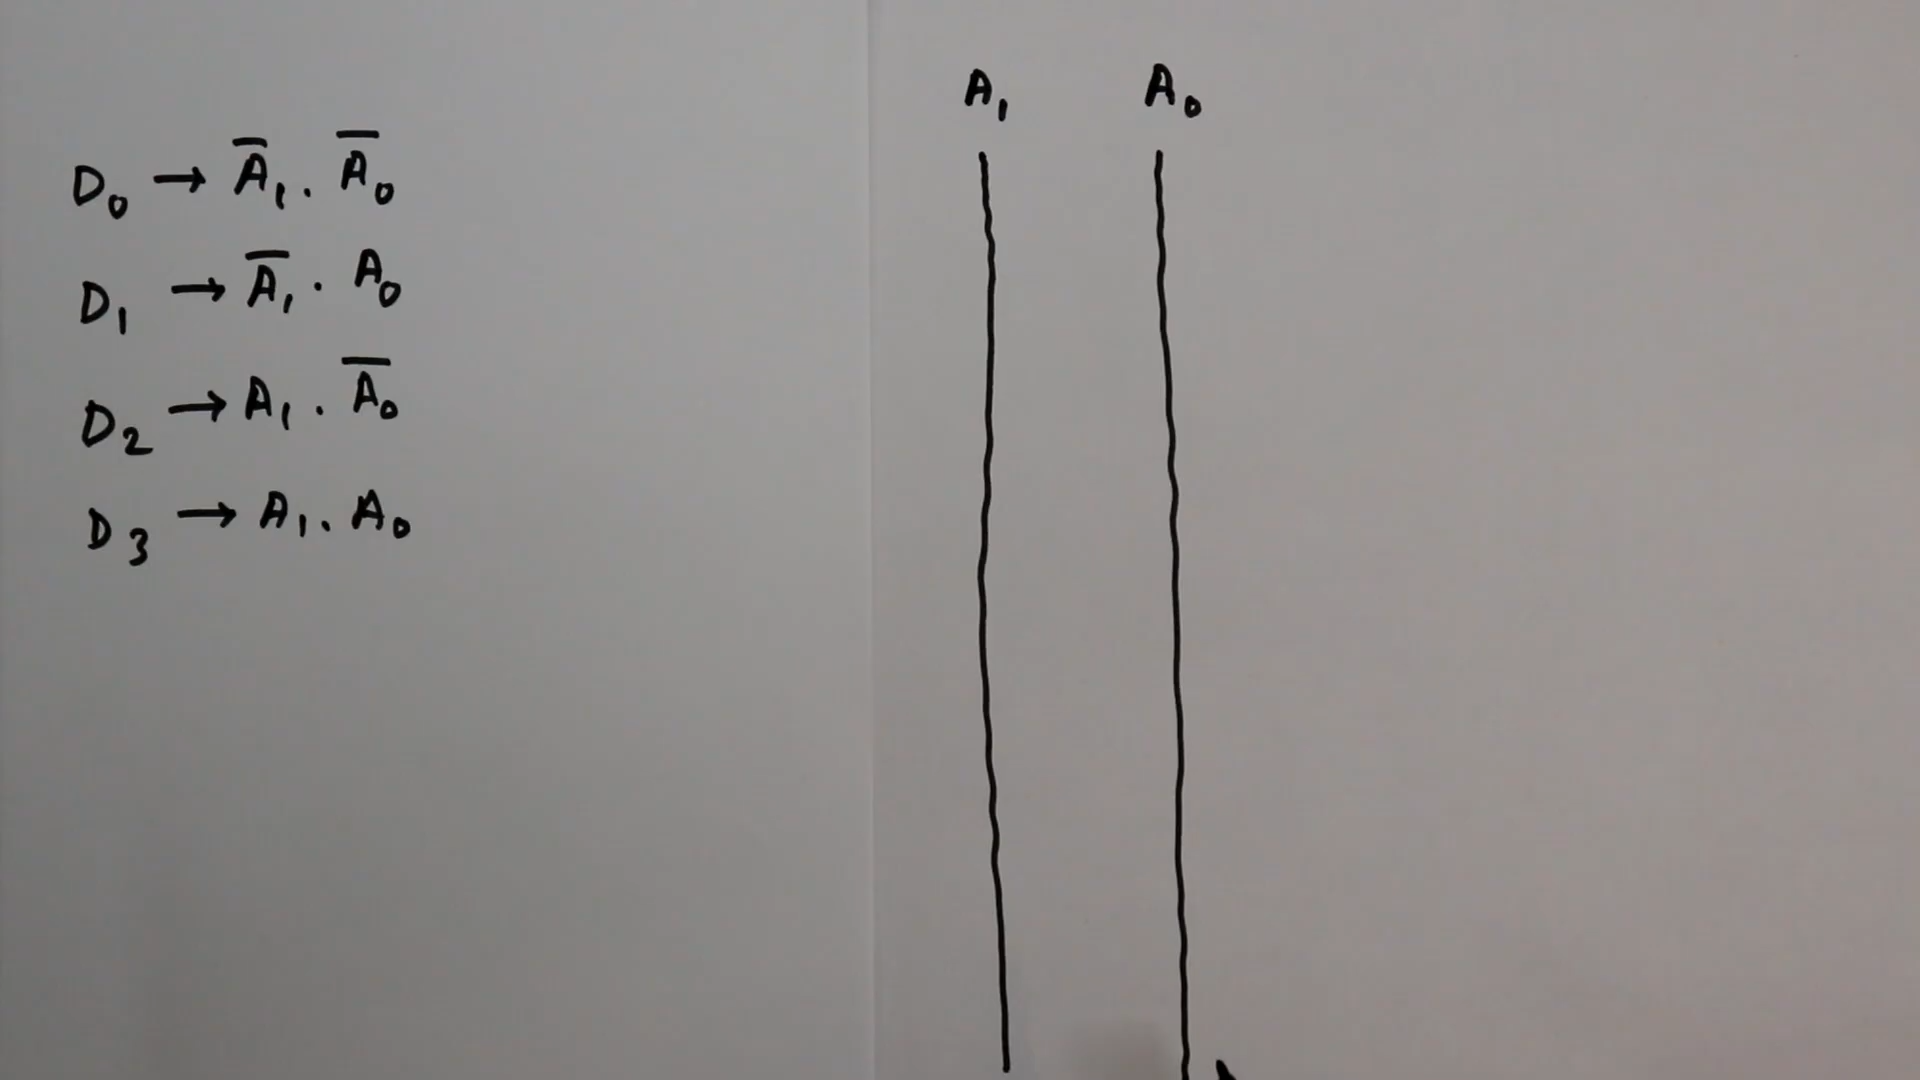 A₁ A₀
D₀ → A̅₁ . A̅₀
D₁ → A̅₁ . A₀
D₂ → A₁ . A̅₀
D₃ → A₁ . A₀